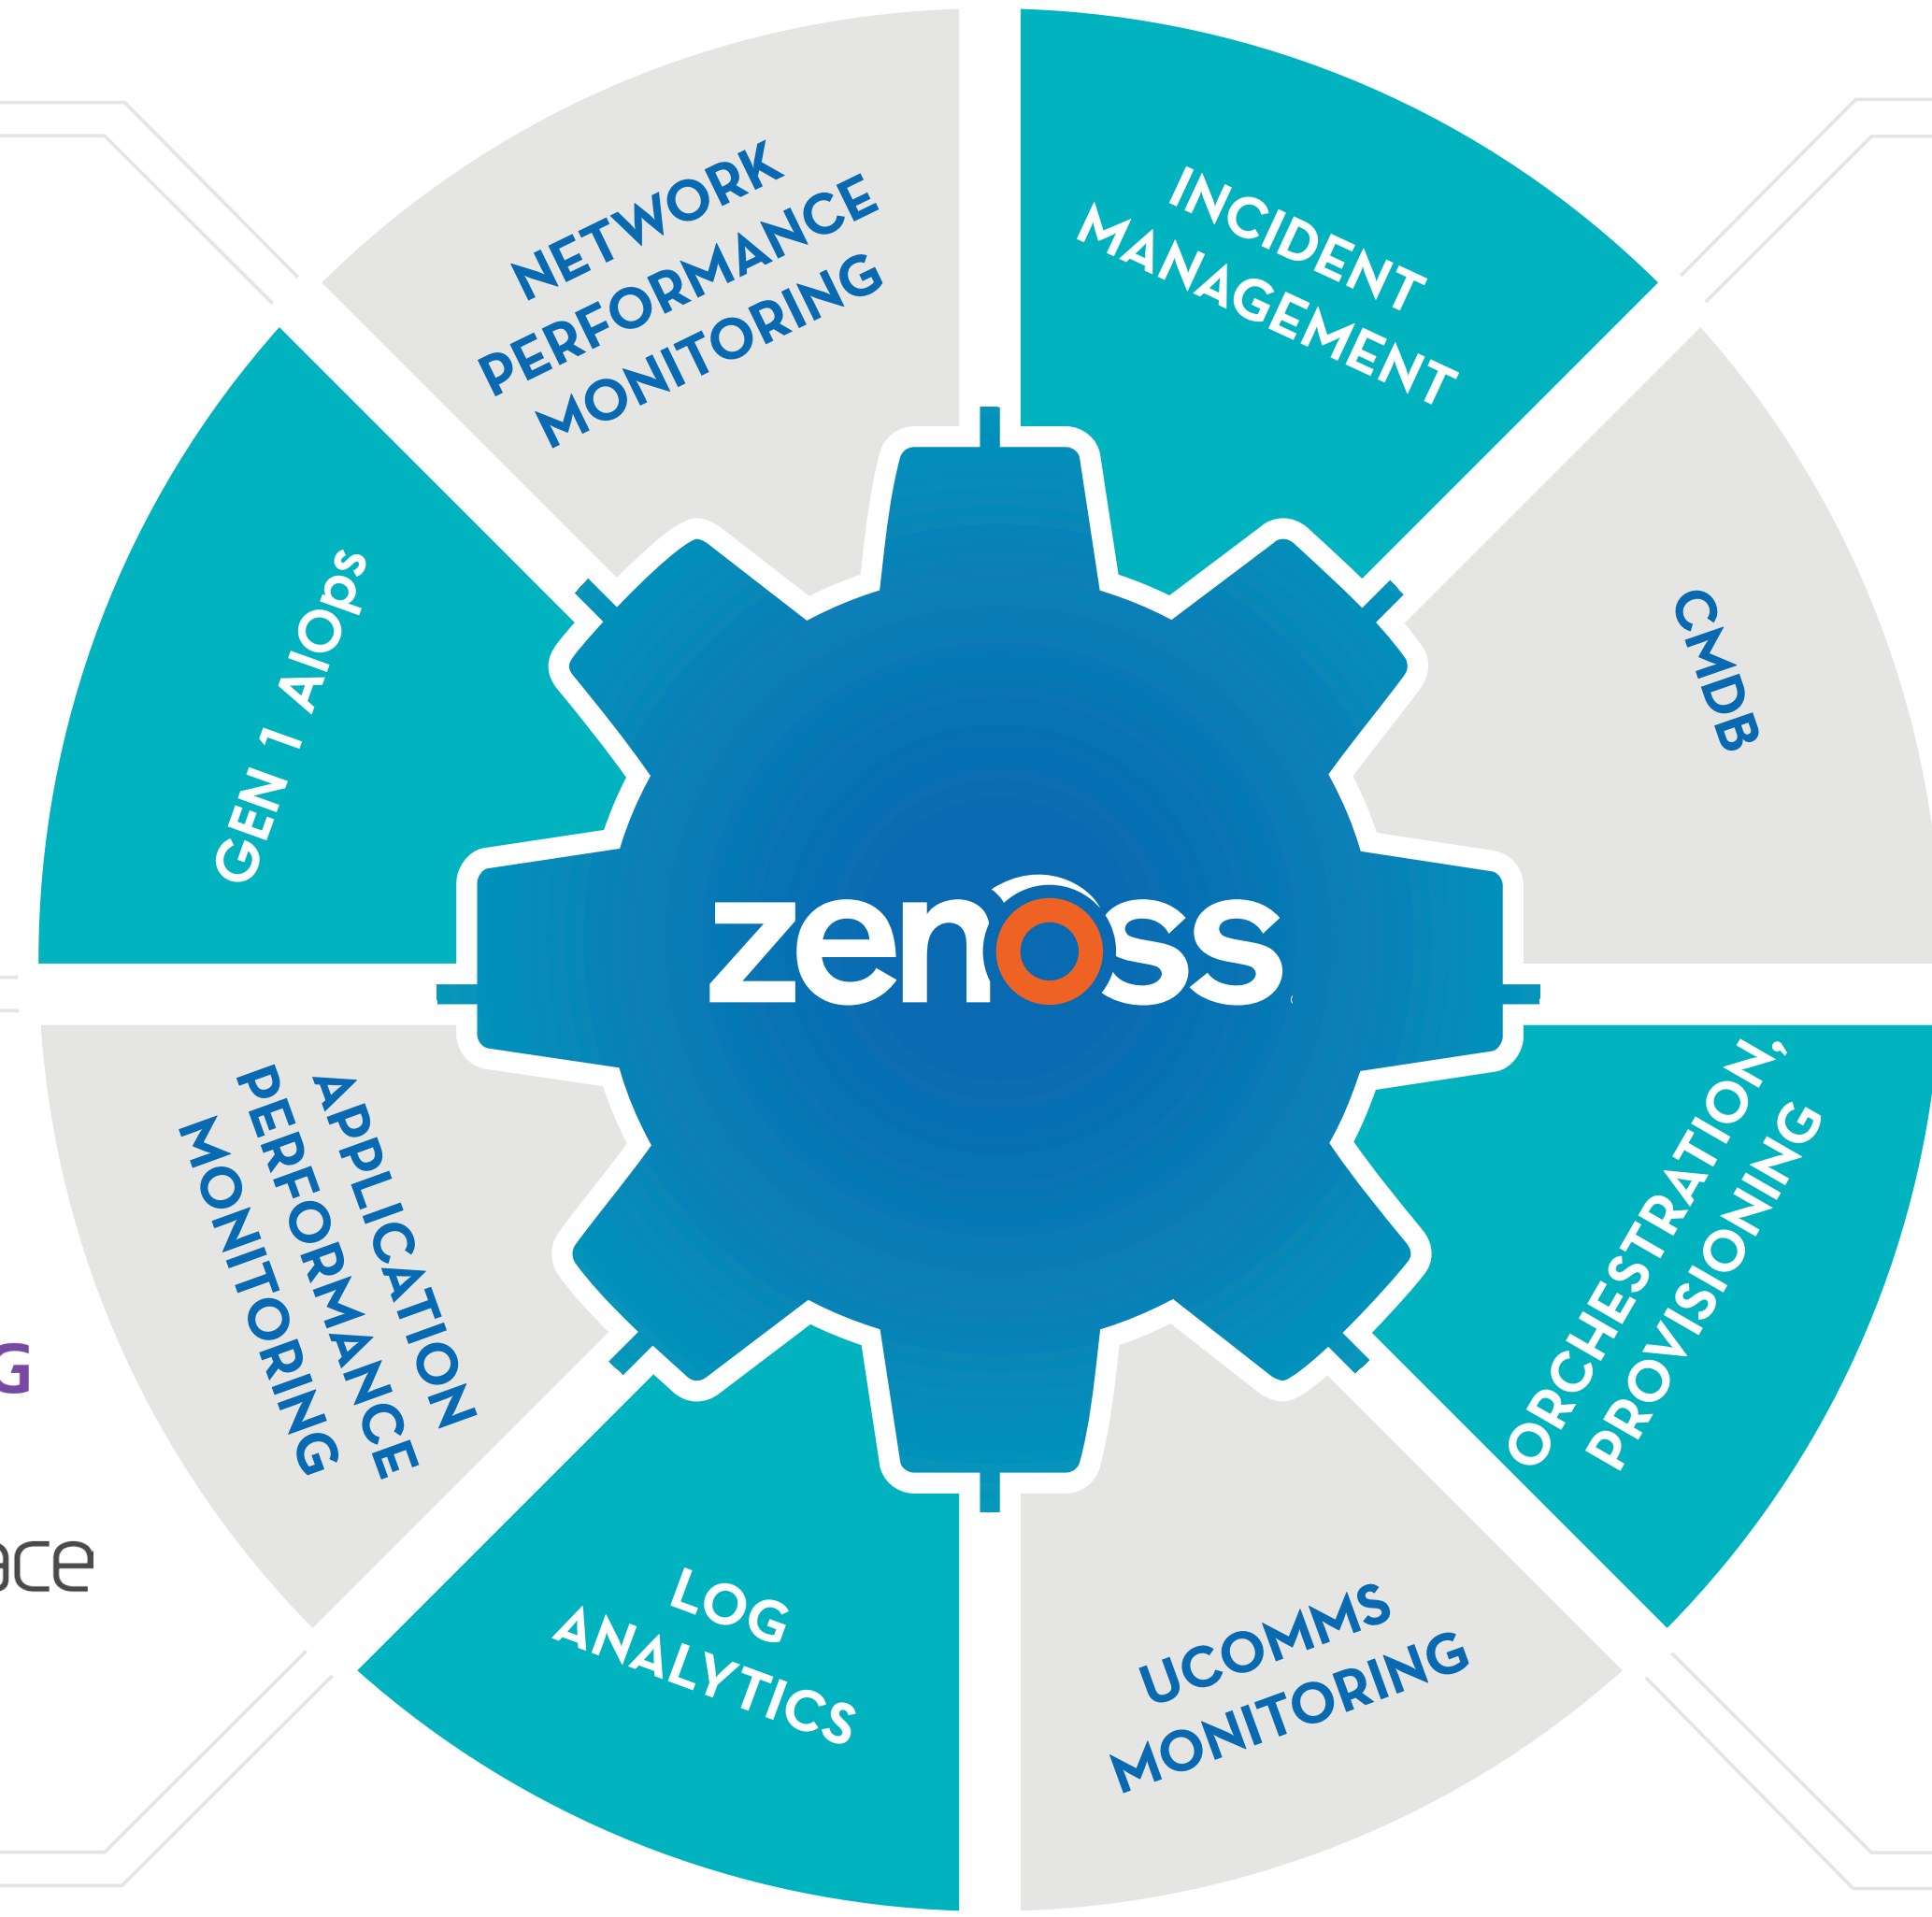 NETWORK
PERFORMANCE
MONITORING
INCIDENT
MANAGEMENT
GEN 1 AIOps
CMDB
zenoss
APPLICATION
PERFORMANCE
MONITORING
ORCHESTRATION,
PROVISIONING
LOG
ANALYTICS
UCOMMS
MONITORING
G
ace